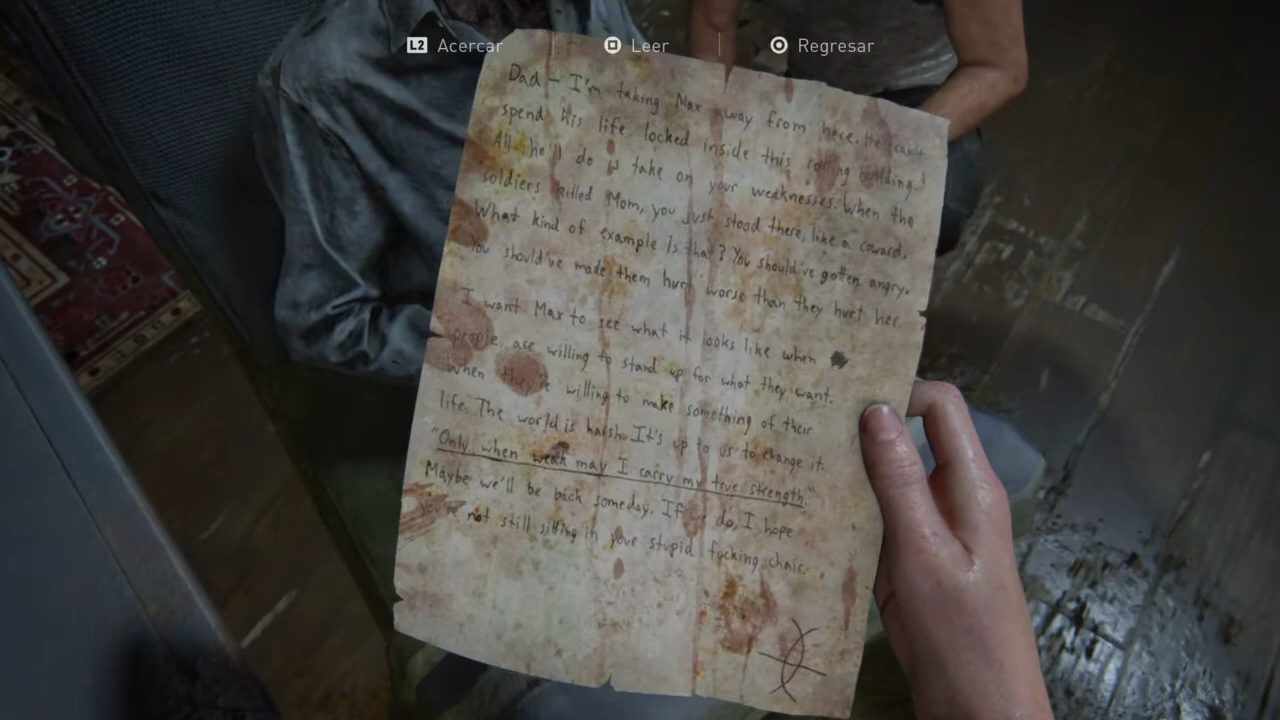 L2 Acercar Leer Regresar
Dad - I'm taking Max away from here. He can't
spend his life locked inside this rotting building.
All he'll do is take on your weaknesses. When the
soldiers killed Mom, you just stood there, like a coward.
What kind of example is that? You should've gotten angry.
You should've made them hurt worse than they hurt her.
I want Max to see what it looks like when
people are willing to stand up for what they want.
When they're willing to make something of their
life. The world is harsh. It's up to us to change it.
"Only when weak may I carry my true strength."
Maybe we'll be back someday. If do, I hope
you're not still sitting in your stupid fucking chair.